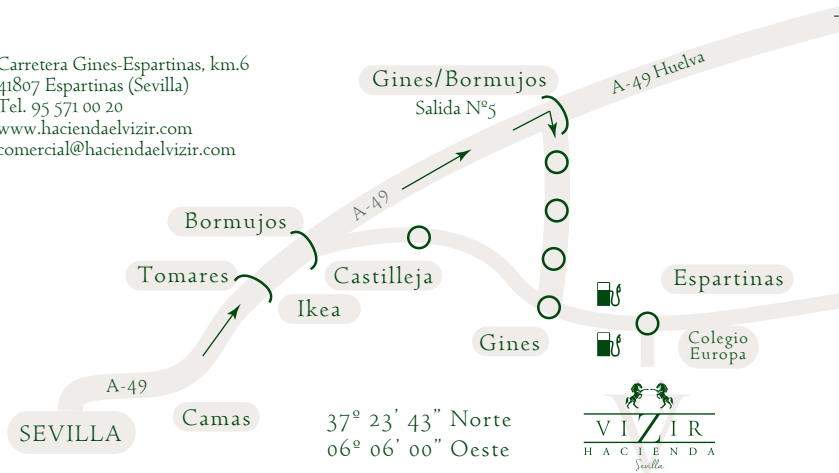 Carretera Gines-Espartinas, km.6
41807 Espartinas (Sevilla)
Tel. 95 571 00 20
www.haciendaelvizir.com
comercial@haciendaelvizir.com
Gines/Bormujos
Salida Nº5
A-49 Huelva
A-49
Bormujos
Tomares
Castilleja
Ikea
Espartinas
Gines
Colegio
Europa
A-49
SEVILLA
Camas
37º 23’ 43” Norte
06º 06’ 00” Oeste
VIZIR
HACIENDA
Sevilla